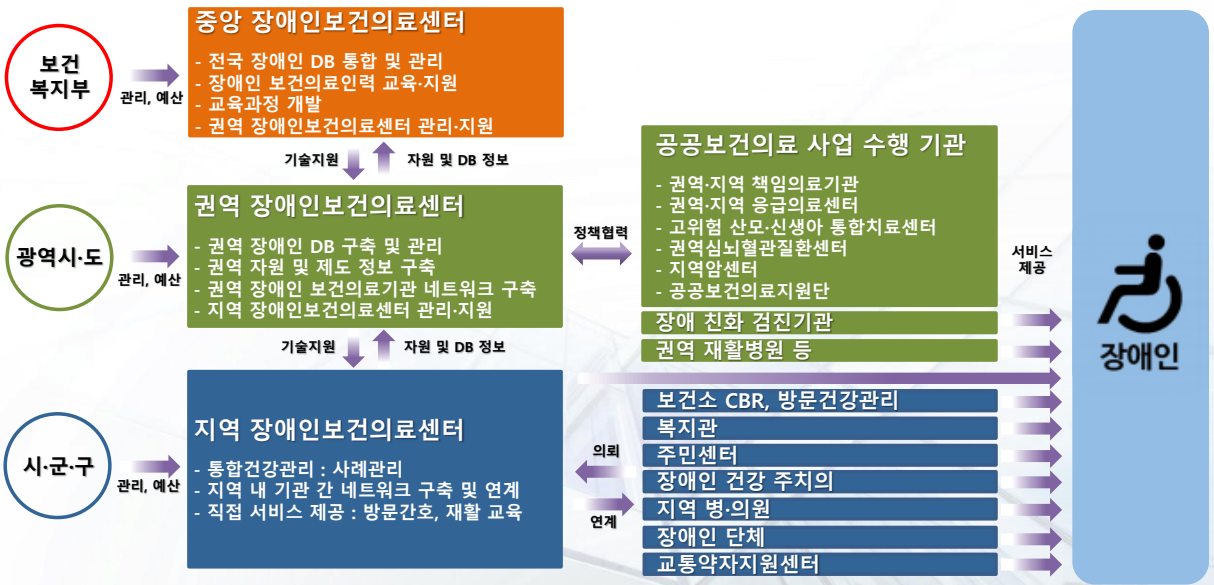 보건
복지부
관리, 예산
중앙 장애인보건의료센터
- 전국 장애인 DB 통합 및 관리
- 장애인 보건의료인력 교육·지원
- 교육과정 개발
- 권역 장애인보건의료센터 관리·지원
기술지원
자원 및 DB 정보
광역시·도
관리, 예산
권역 장애인보건의료센터
- 권역 장애인 DB 구축 및 관리
- 권역 자원 및 제도 정보 구축
- 권역 장애인 보건의료기관 네트워크 구축
- 지역 장애인보건의료센터 관리·지원
정책협력
공공보건의료 사업 수행 기관
- 권역·지역 책임의료기관
- 권역·지역 응급의료센터
- 고위험 산모·신생아 통합치료센터
- 권역심뇌혈관질환센터
- 지역암센터
- 공공보건의료지원단
장애 친화 검진기관
권역 재활병원 등
서비스
제공
장애인
기술지원
자원 및 DB 정보
시·군·구
관리, 예산
지역 장애인보건의료센터
- 통합건강관리 : 사례관리
- 지역 내 기관 간 네트워크 구축 및 연계
- 직접 서비스 제공 : 방문간호, 재활 교육
의뢰
연계
보건소 CBR, 방문건강관리
복지관
주민센터
장애인 건강 주치의
지역 병·의원
장애인 단체
교통약자지원센터